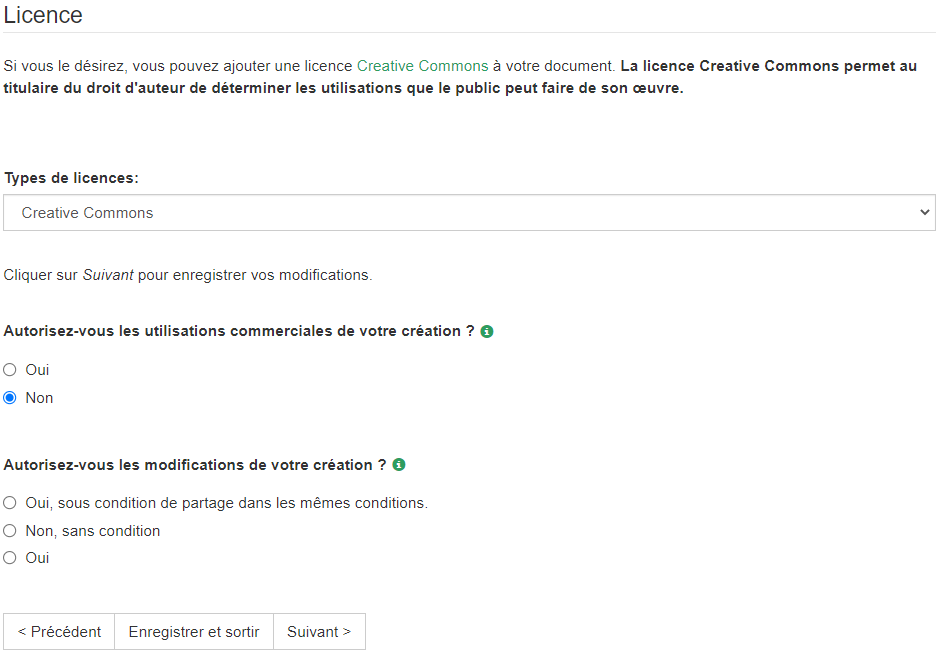 Licence
Si vous le désirez, vous pouvez ajouter une licence Creative Commons à votre document. La licence Creative Commons permet au
titulaire du droit d'auteur de déterminer les utilisations que le public peut faire de son œuvre.
Types de licences:
Creative Commons
Cliquer sur Suivant pour enregistrer vos modifications.
Autorisez-vous les utilisations commerciales de votre création ?
Oui
Non
Autorisez-vous les modifications de votre création ?
Oui, sous condition de partage dans les mêmes conditions.
Non, sans condition
Oui
< Précédent Enregistrer et sortir Suivant >